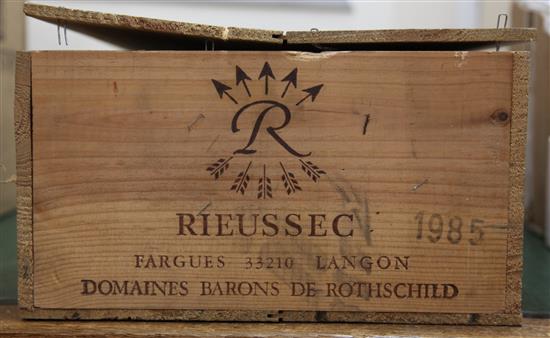 R
RIEUSSEC 1985
FARGUES 33210 LANGON
DOMAINES BARONS DE ROTHSCHILD